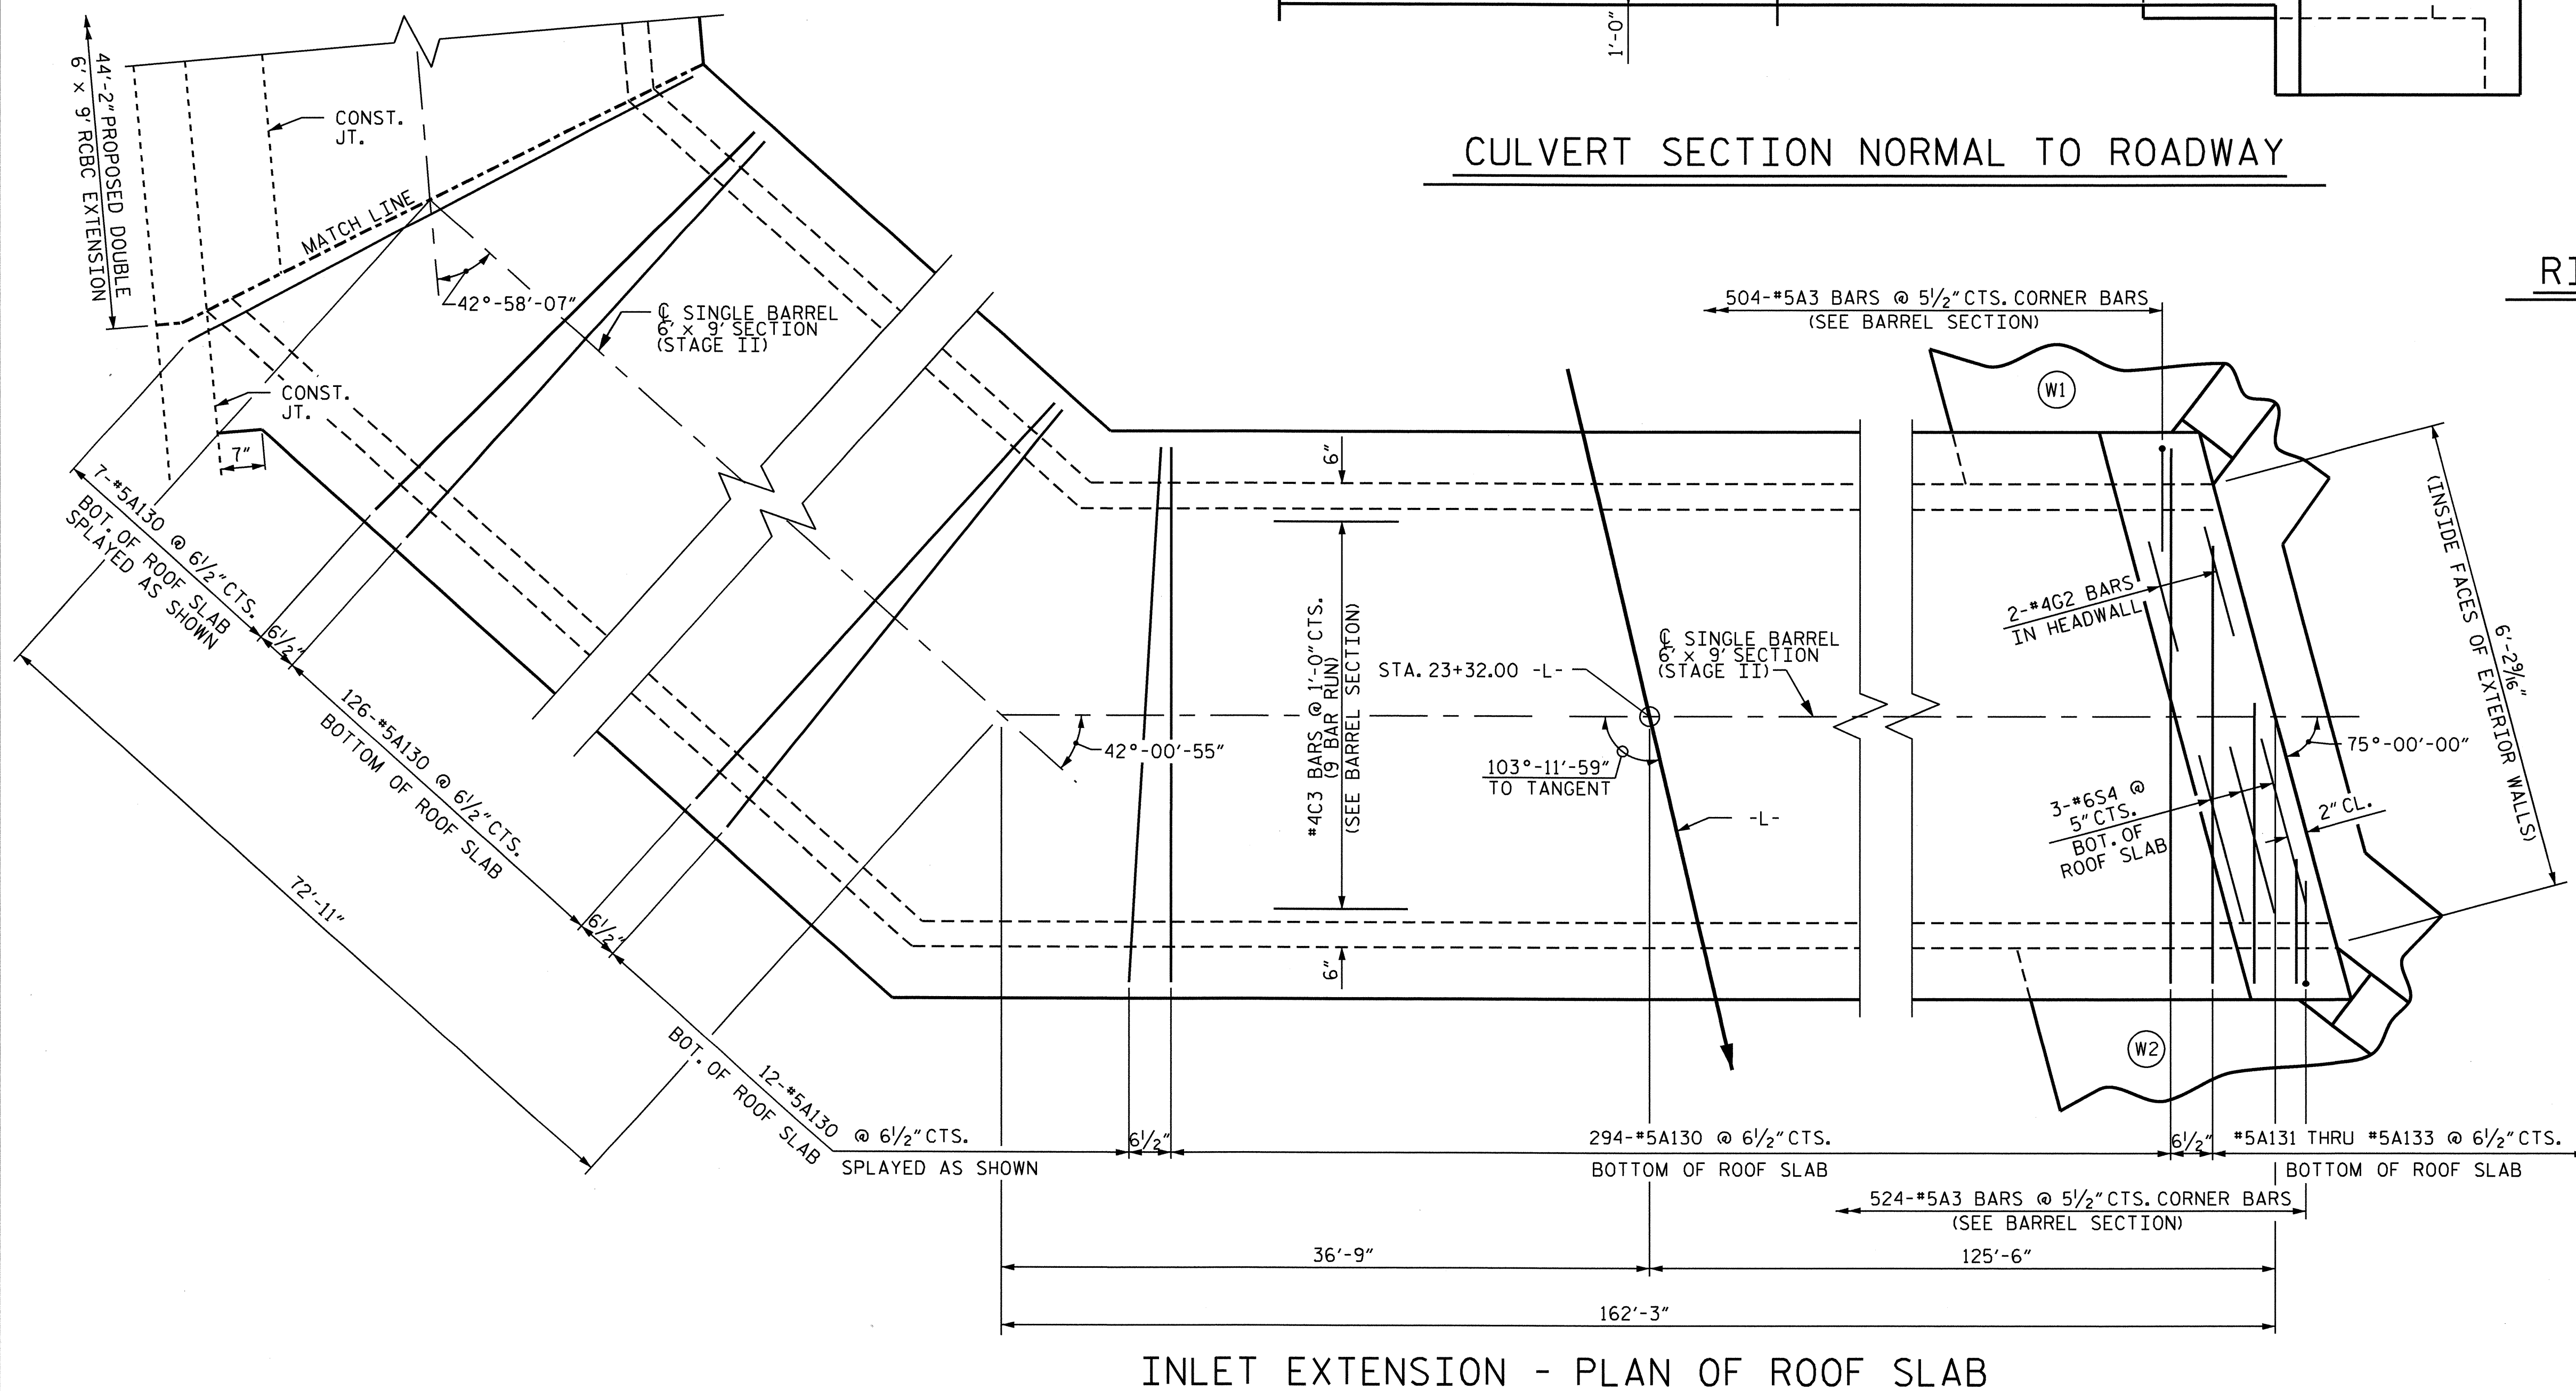 1'-0"
CULVERT SECTION NORMAL TO ROADWAY
44'-2" PROPOSED DOUBLE
6' x 9' RCBC EXTENSION
CONST.
JT.
MATCH LINE
42°-58'-07"
℄ SINGLE BARREL
6' x 9' SECTION
(STAGE II)
CONST.
JT.
7"
7-#5A130 @ 6½" CTS.
BOT. OF ROOF SLAB
SPLAYED AS SHOWN
6½"
126-#5A130 @ 6½" CTS.
BOTTOM OF ROOF SLAB
72'-11"
6½"
12-#5A130 @ 6½" CTS.
BOT. OF ROOF SLAB SPLAYED AS SHOWN
42°-00'-55"
6"
#4C3 BARS @ 1'-0" CTS.
(9 BAR RUN)
(SEE BARREL SECTION)
6"
STA. 23+32.00 -L-
103°-11'-59"
TO TANGENT
-L-
℄ SINGLE BARREL
6' x 9' SECTION
(STAGE II)
RI
504-#5A3 BARS @ 5½" CTS. CORNER BARS
(SEE BARREL SECTION)
W1
2-#4G2 BARS
IN HEADWALL
6'-2 9/16"
(INSIDE FACES OF EXTERIOR WALLS)
75°-00'-00"
3-#6S4 @
5" CTS.
BOT. OF
ROOF SLAB
2" CL.
W2
6½"
294-#5A130 @ 6½" CTS.
BOTTOM OF ROOF SLAB
6½"
#5A131 THRU #5A133 @ 6½" CTS.
BOTTOM OF ROOF SLAB
524-#5A3 BARS @ 5½" CTS. CORNER BARS
(SEE BARREL SECTION)
36'-9"
125'-6"
162'-3"
INLET EXTENSION - PLAN OF ROOF SLAB